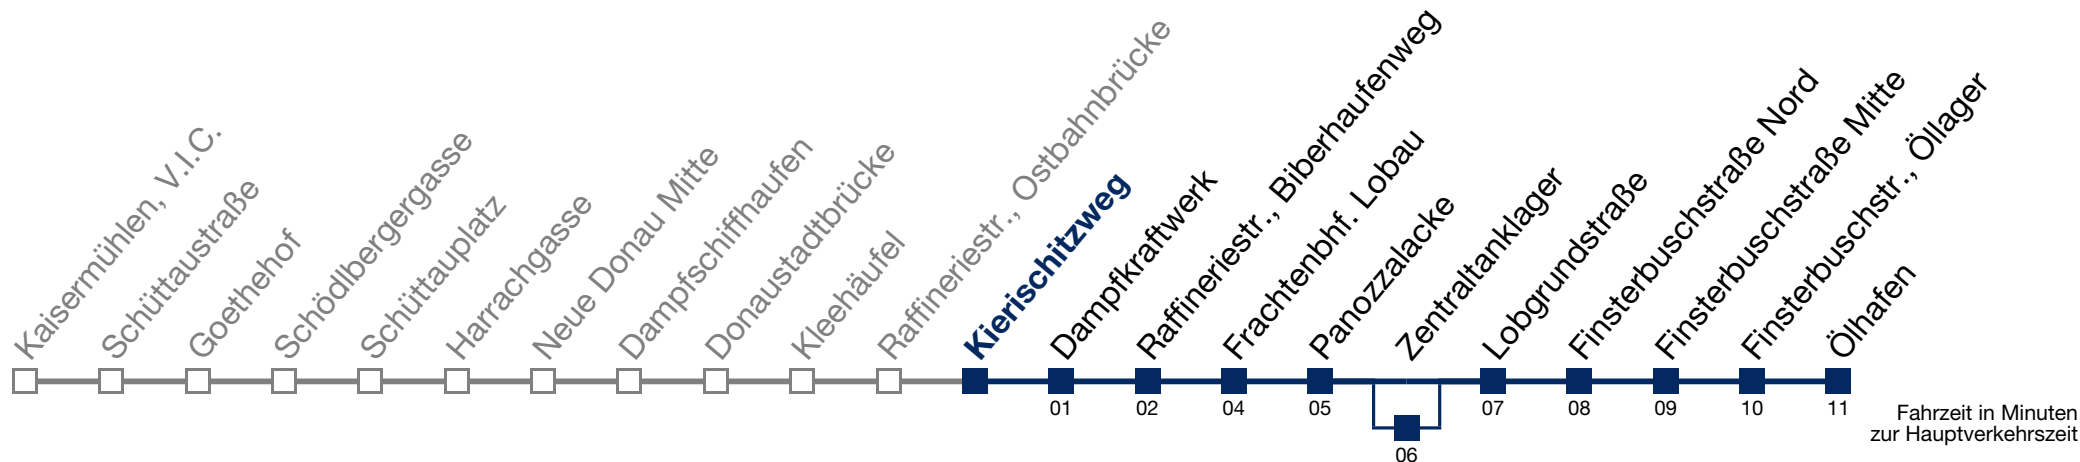 Kaisermühlen, V.I.C.
Schüttaustraße
Goethehof
Schödlbergergasse
Schüttauplatz
Harrachgasse
Neue Donau Mitte
Dampfschiffhaufen
Donaustadtbrücke
Kleehäufel
Raffineriestr., Ostbahnbrücke
Kierischitzweg
Dampfkraftwerk
Raffineriestr., Biberhaufenweg
Frachtenbhf. Lobau
Panozzalacke
Zentraltanklager
Lobgrundstraße
Finsterbuschstraße Nord
Finsterbuschstraße Mitte
Finsterbuschstr., Öllager
Ölhafen
01 02 04 05 07 08 09 10 11
06
Fahrzeit in Minuten
zur Hauptverkehrszeit